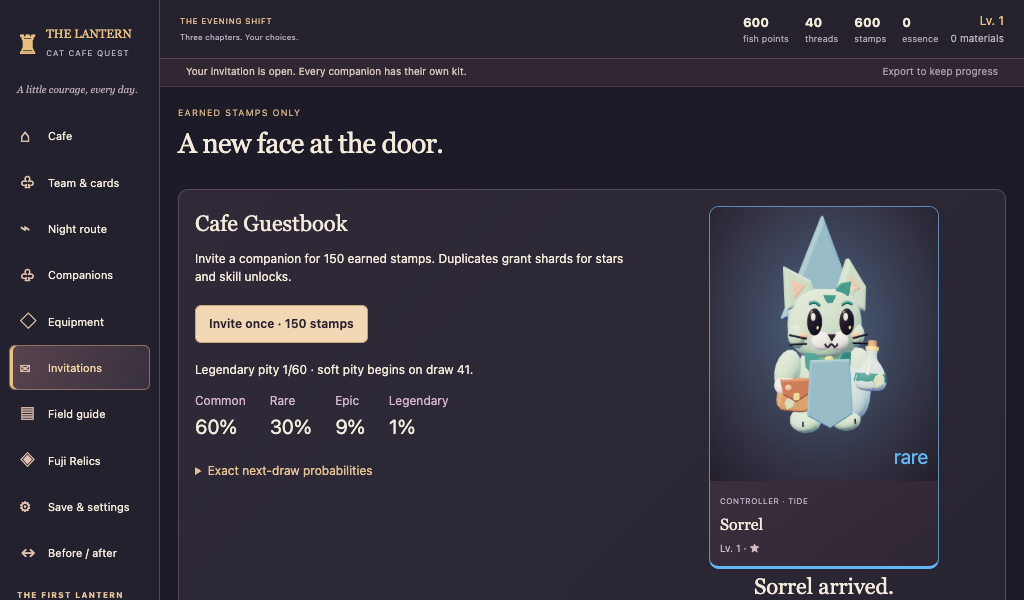 THE LANTERN
CAT CAFE QUEST
A little courage, every day.
Cafe
Team & cards
Night route
Companions
Equipment
Invitations
Field guide
Fuji Relics
Save & settings
Before / after
THE FIRST LANTERN
THE EVENING SHIFT
Three chapters. Your choices.
600
fish points
40
threads
600
stamps
0
essence
Lv. 1
0 materials
Your invitation is open. Every companion has their own kit.
Export to keep progress
EARNED STAMPS ONLY
A new face at the door.
Cafe Guestbook
Invite a companion for 150 earned stamps. Duplicates grant shards for stars
and skill unlocks.
Invite once · 150 stamps
Legendary pity 1/60 · soft pity begins on draw 41.
Common Rare Epic Legendary
60% 30% 9% 1%
Exact next-draw probabilities
rare
CONTROLLER · TIDE
Sorrel
Lv. 1 · ★
Sorrel arrived.